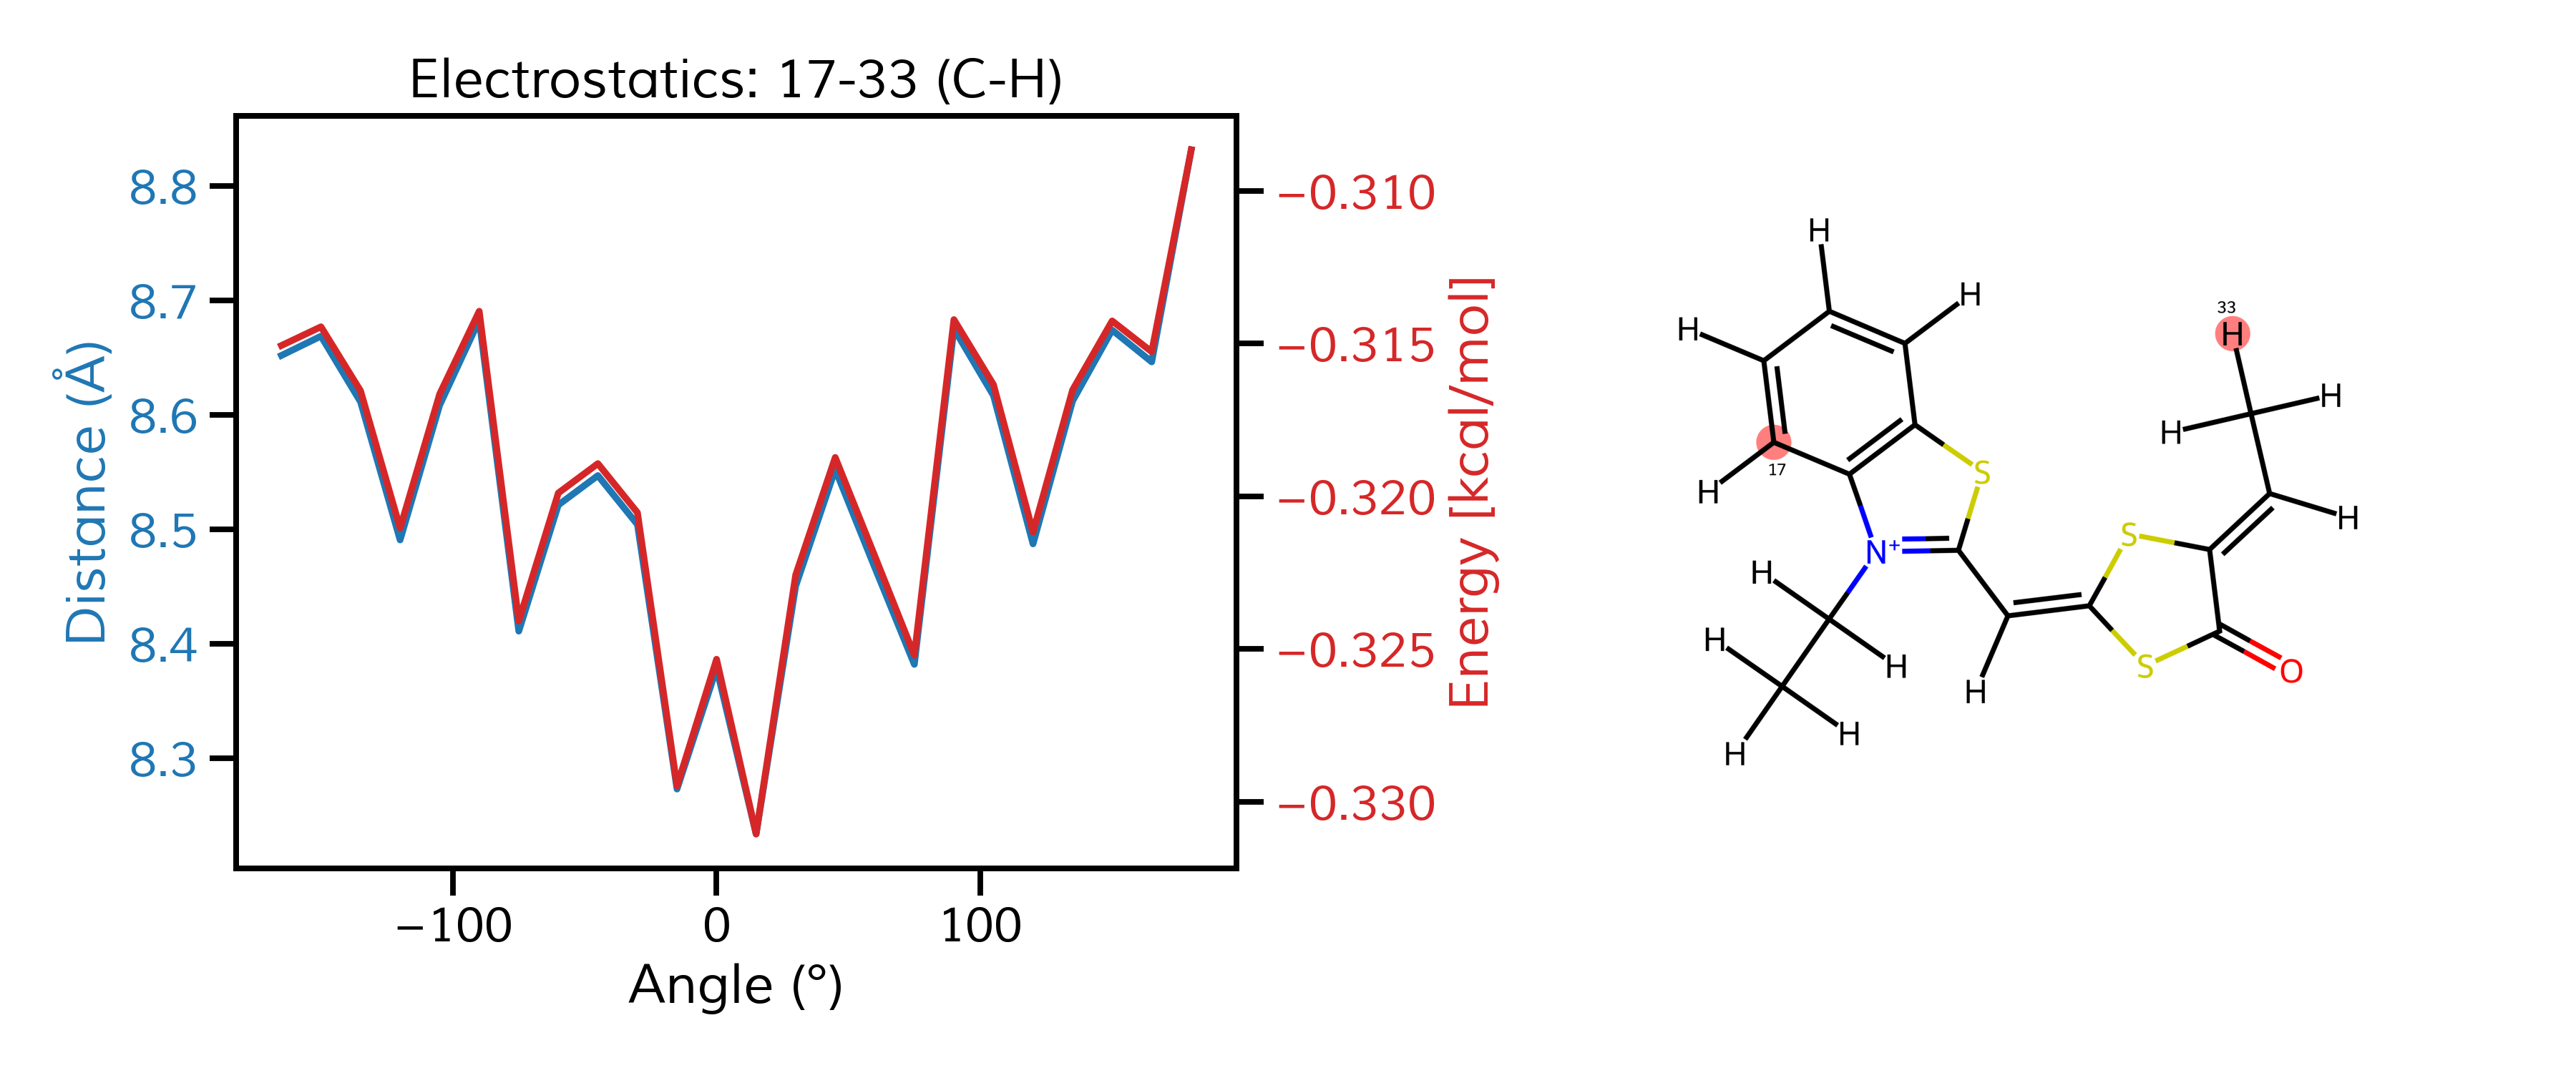 Electrostatics: 17-33 (C-H)
Distance (Å)
8.8
8.7
8.6
8.5
8.4
8.3
−0.310
−0.315
−0.320
−0.325
−0.330
Energy [kcal/mol]
−100 0 100
Angle (°)
H
H
H
33
H
H
H
H
17
H
S
H
S
N+
H
H
H
S
O
H
H
H